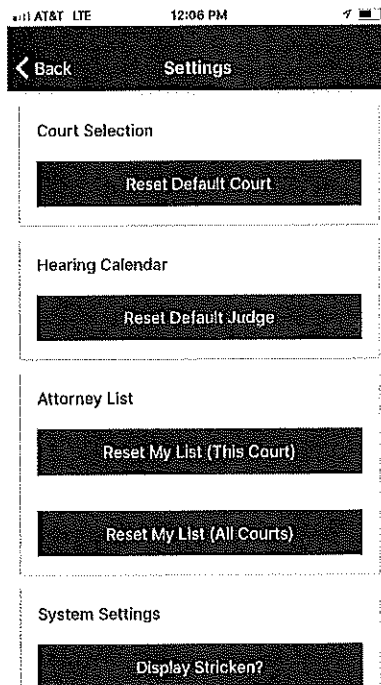 AT&T LTE 12:06 PM
Back Settings
Court Selection
Reset Default Court
Hearing Calendar
Reset Default Judge
Attorney List
Reset My List (This Court)
Reset My List (All Courts)
System Settings
Display Stricken?